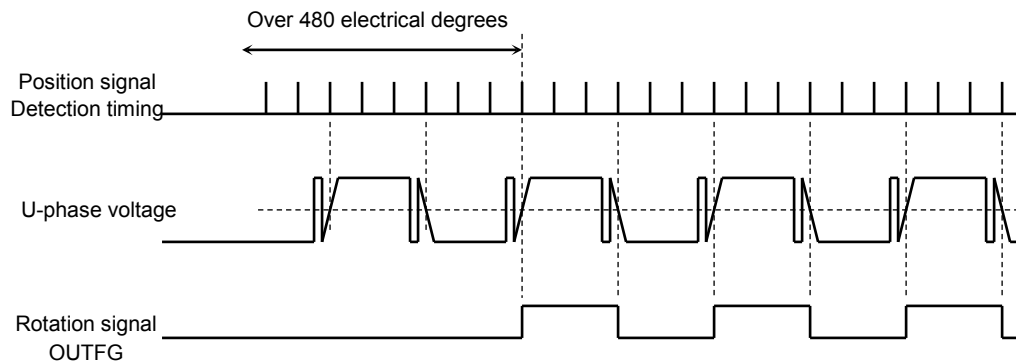 Over 480 electrical degrees
Position signal
Detection timing
U-phase voltage
Rotation signal
OUTFG